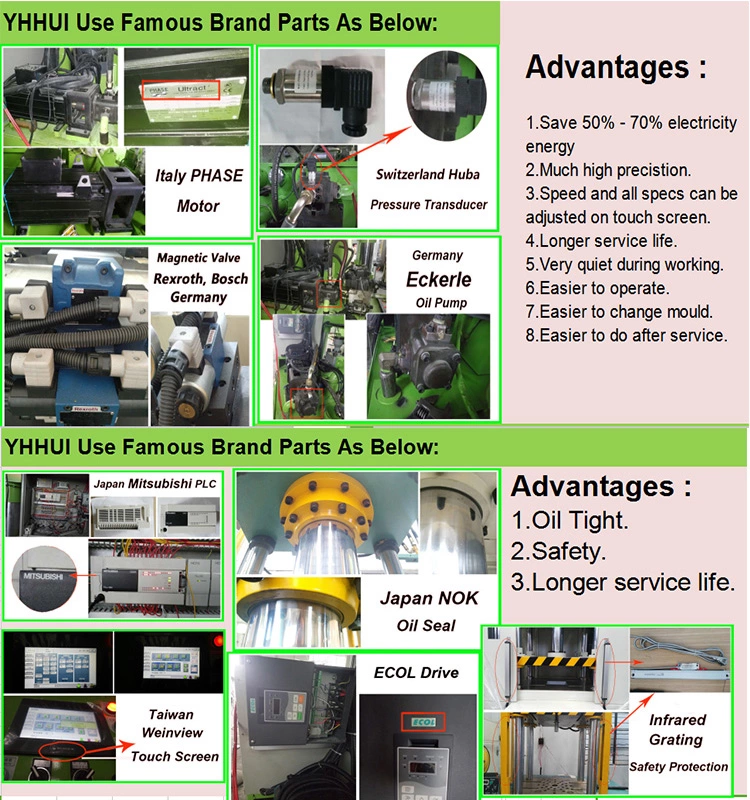 YHHUI Use Famous Brand Parts As Below:
PHASE Ultract
Italy PHASE
Motor
Switzerland Huba
Pressure Transducer
Magnetic Valve
Rexroth, Bosch
Germany
Rexroth
Germany
Eckerle
Oil Pump
Advantages :
1.Save 50% - 70% electricity
energy
2.Much high precistion.
3.Speed and all specs can be
adjusted on touch screen.
4.Longer service life.
5.Very quiet during working.
6.Easier to operate.
7.Easier to change mould.
8.Easier to do after service.
YHHUI Use Famous Brand Parts As Below:
Japan Mitsubishi PLC
MITSUBISHI
Japan NOK
Oil Seal
Taiwan
Weinview
Touch Screen
ECOL Drive
ECOL
Advantages :
1.Oil Tight.
2.Safety.
3.Longer service life.
Infrared
Grating
Safety Protection